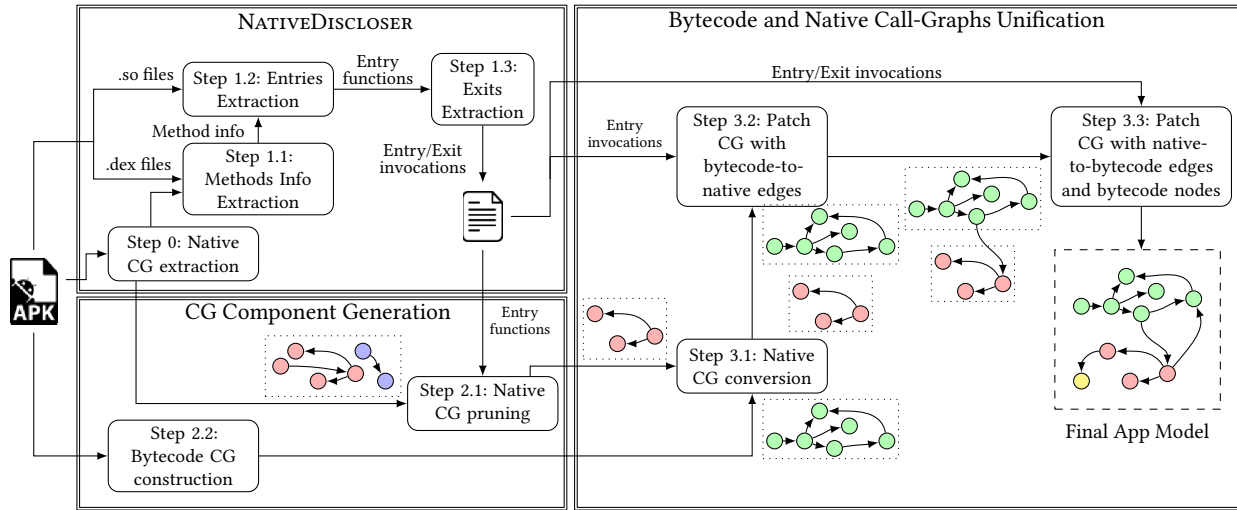 NATIVEDISCLOSER
.so files
Step 1.2: Entries
Extraction
Entry
functions
Step 1.3:
Exits
Extraction
Method info
.dex files
Step 1.1:
Methods Info
Extraction
Entry/Exit
invocations
Step 0: Native
CG extraction
APK
CG Component Generation
Entry
functions
Step 2.1: Native
CG pruning
Step 2.2:
Bytecode CG
construction
Bytecode and Native Call-Graphs Unification
Entry/Exit invocations
Entry
invocations
Step 3.2: Patch
CG with
bytecode-to-
native edges
Step 3.3: Patch
CG with native-
to-bytecode edges
and bytecode nodes
Step 3.1: Native
CG conversion
Final App Model